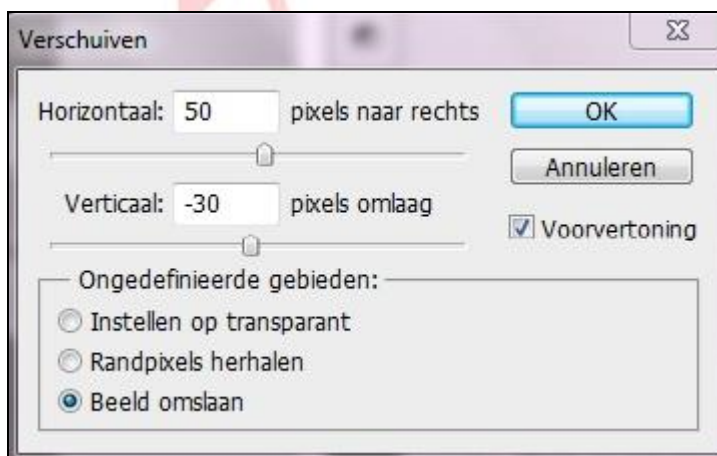 Verschuiven
Horizontaal: 50 pixels naar rechts OK
Annuleren
Verticaal: -30 pixels omlaag
Voorvertoning
Ongedefinieerde gebieden:
Instellen op transparant
Randpixels herhalen
Beeld omslaan